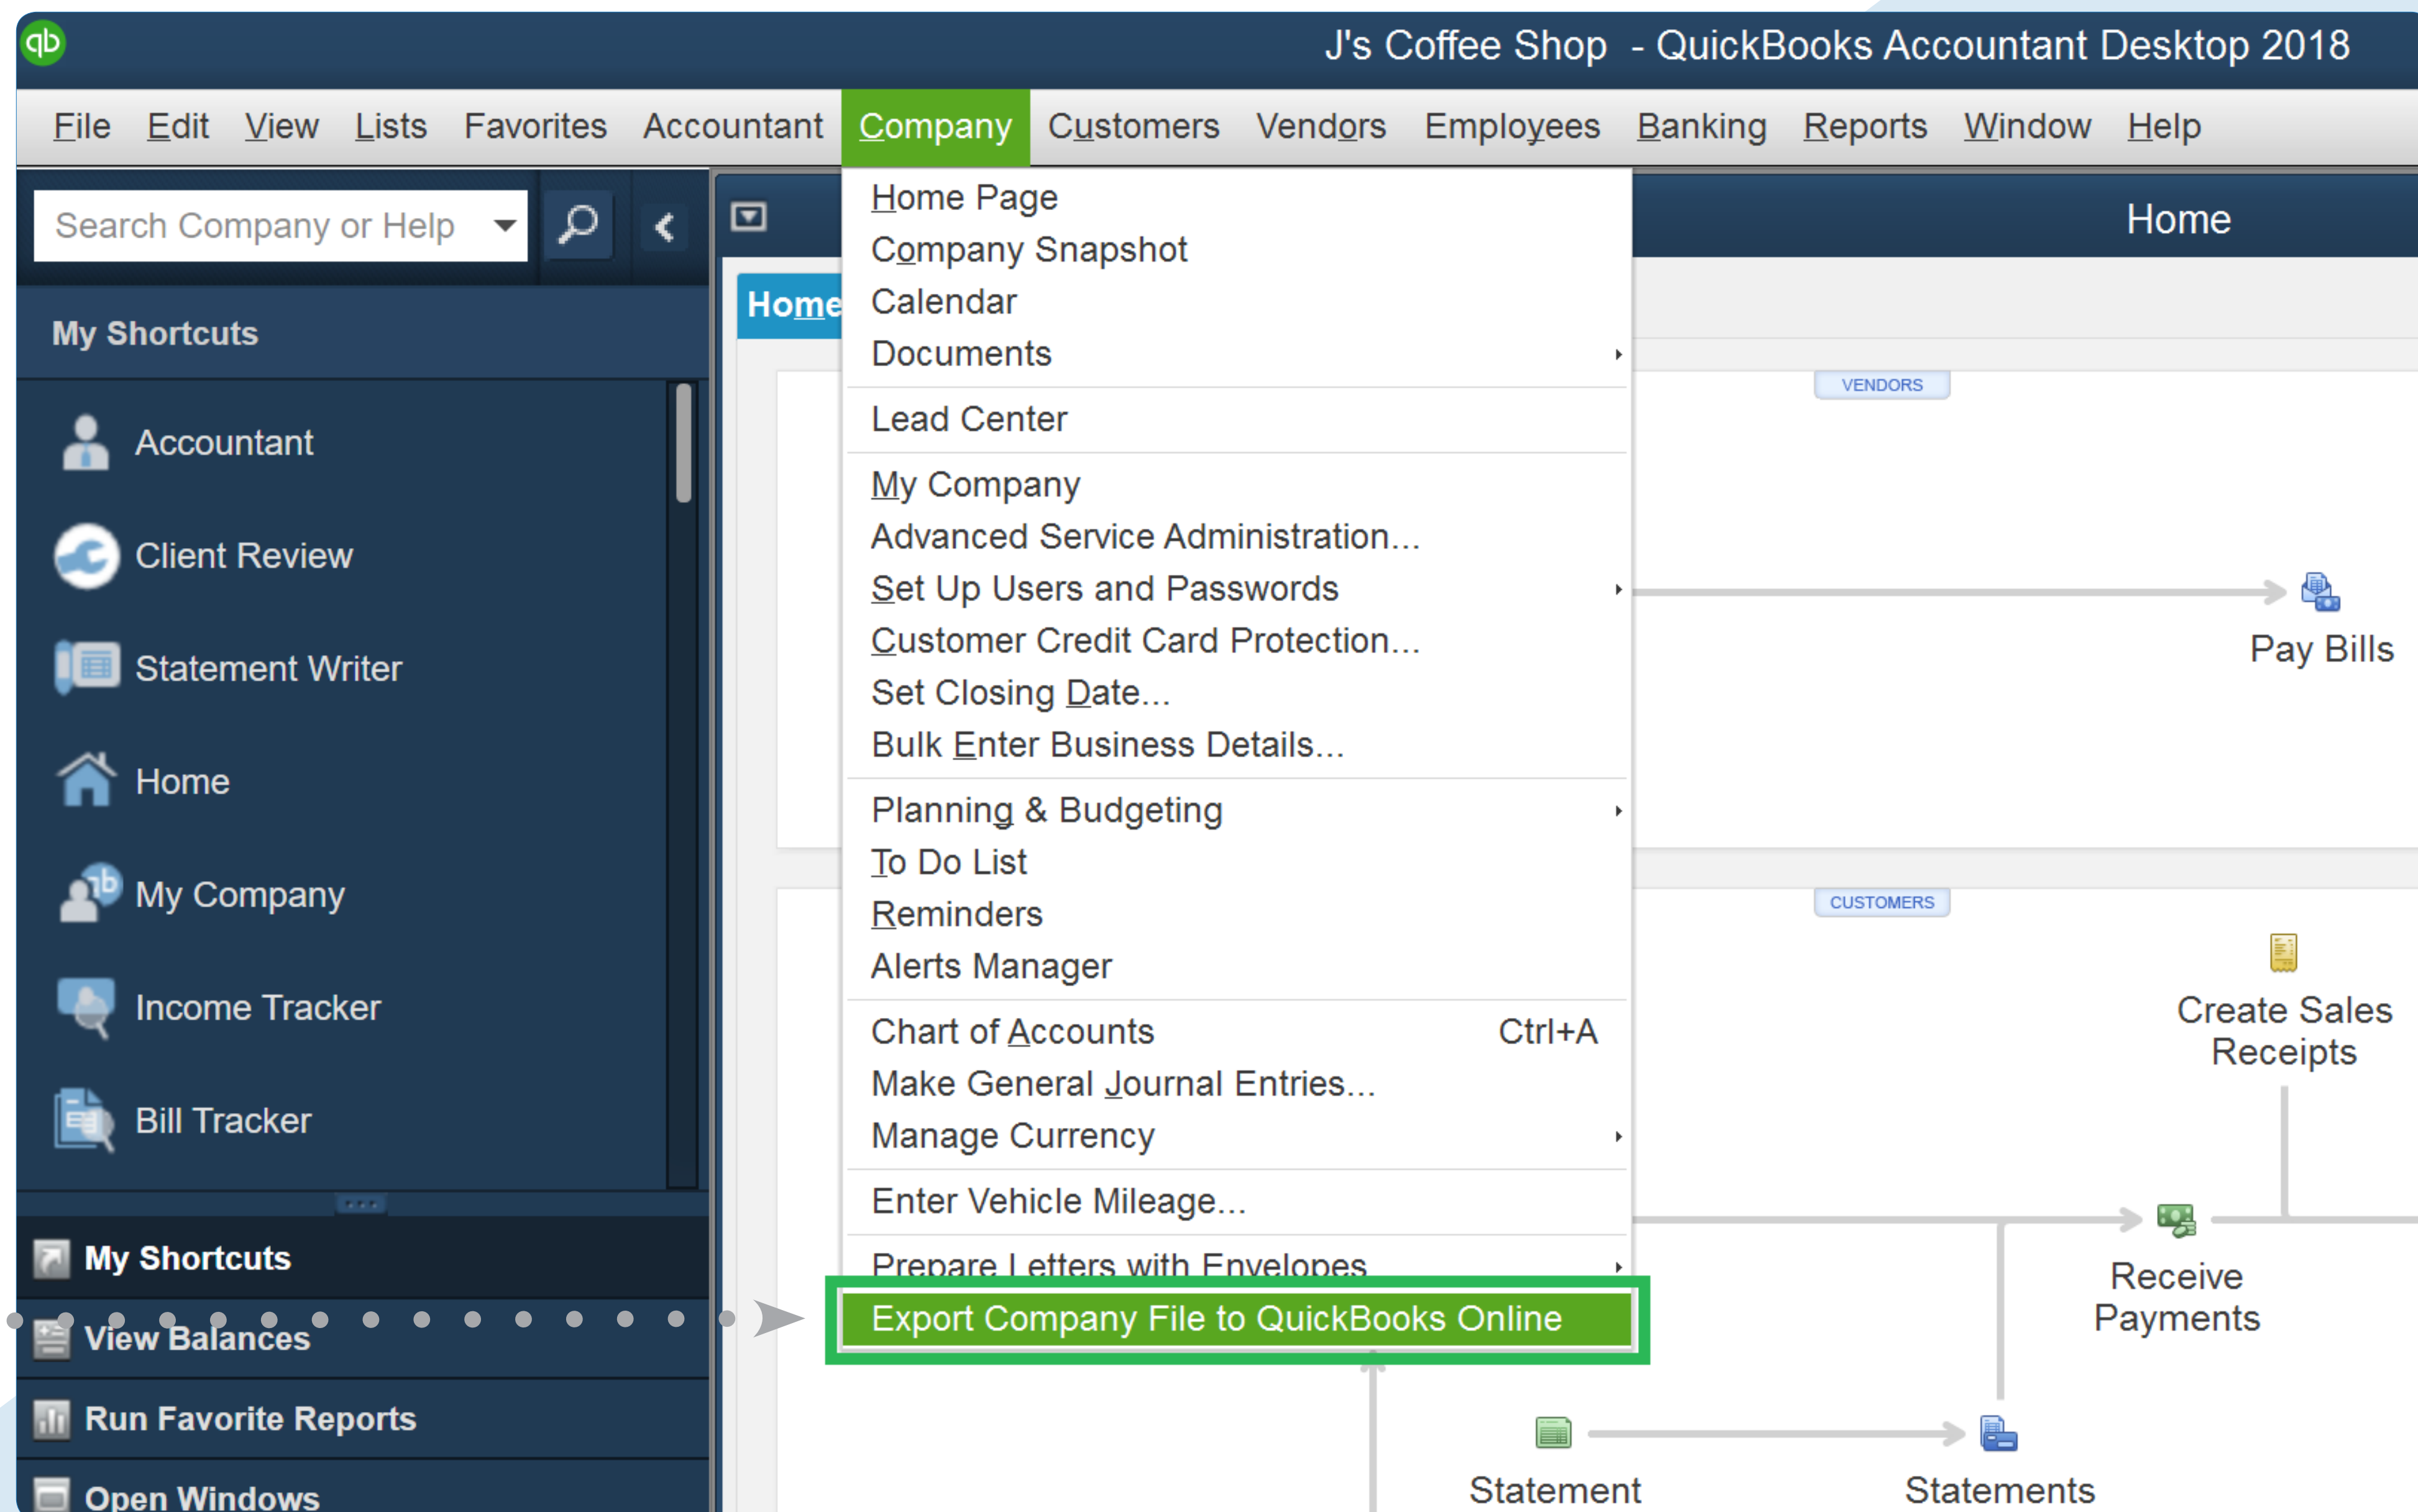 qb
J's Coffee Shop - QuickBooks Accountant Desktop 2018
File Edit View Lists Favorites Accountant Company Customers Vendors Employees Banking Reports Window Help
Search Company or Help
Home
My Shortcuts
Accountant
Client Review
Statement Writer
Home
My Company
Income Tracker
Bill Tracker
My Shortcuts
View Balances
Run Favorite Reports
Open Windows
Home
Home Page
Company Snapshot
Calendar
Documents
Lead Center
My Company
Advanced Service Administration...
Set Up Users and Passwords
Customer Credit Card Protection...
Set Closing Date...
Bulk Enter Business Details...
Planning & Budgeting
To Do List
Reminders
Alerts Manager
Chart of Accounts Ctrl+A
Make General Journal Entries...
Manage Currency
Enter Vehicle Mileage...
Prepare Letters with Envelopes
Export Company File to QuickBooks Online
VENDORS
Pay Bills
CUSTOMERS
Create Sales
Receipts
Receive
Payments
Statement
Statements